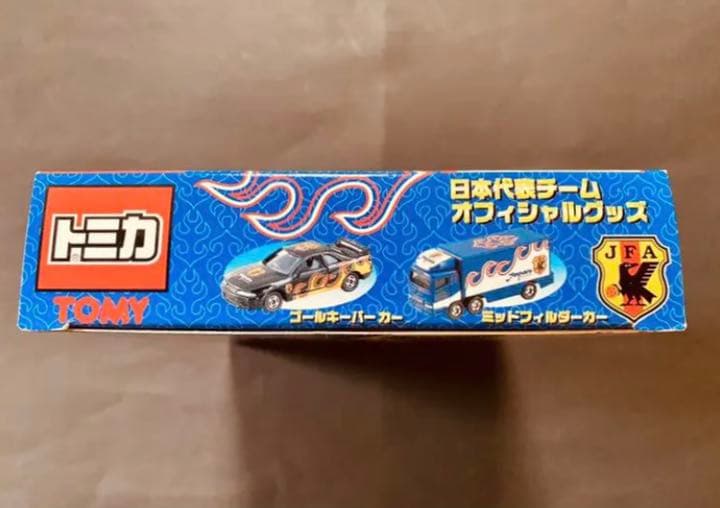 トミカ
TOMY
日本代表チーム
オフィシャルグッズ
ゴールキーパーカー
ミッドフィルダーカー
Japan
JFA